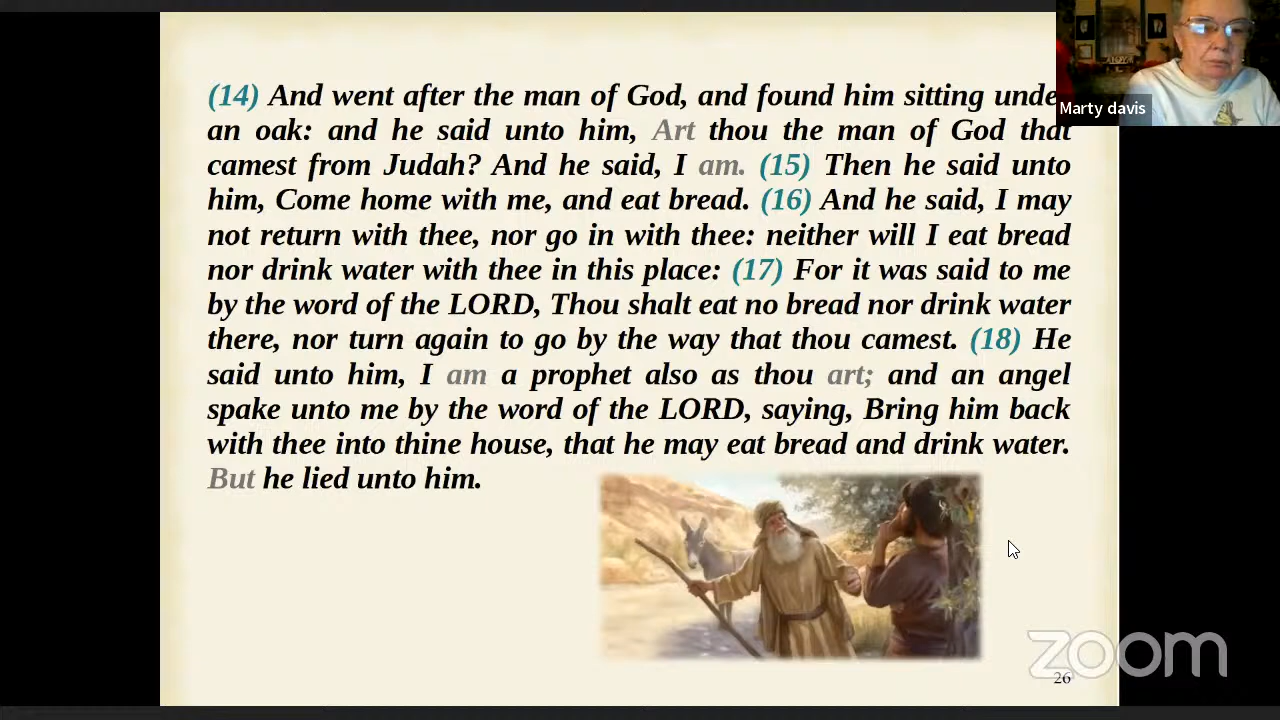 (14) And went after the man of God, and found him sitting unde
an oak: and he said unto him, Art thou the man of God that
camest from Judah? And he said, I am. (15) Then he said unto
him, Come home with me, and eat bread. (16) And he said, I may
not return with thee, nor go in with thee: neither will I eat bread
nor drink water with thee in this place: (17) For it was said to me
by the word of the LORD, Thou shalt eat no bread nor drink water
there, nor turn again to go by the way that thou camest. (18) He
said unto him, I am a prophet also as thou art; and an angel
spake unto me by the word of the LORD, saying, Bring him back
with thee into thine house, that he may eat bread and drink water.
But he lied unto him.
Marty davis
zoom
26